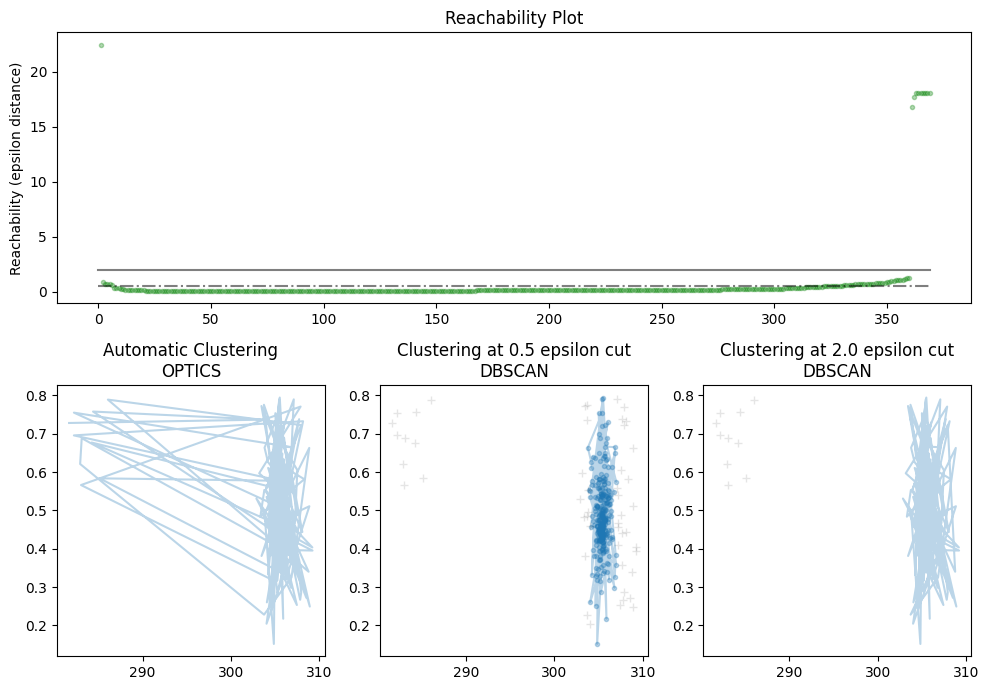 Reachability Plot
Reachability (epsilon distance)
20
15
10
5
0
0 50 100 150 200 250 300 350
Automatic Clustering
OPTICS
Clustering at 0.5 epsilon cut
DBSCAN
Clustering at 2.0 epsilon cut
DBSCAN
0.8 0.8 0.8
0.7 0.7 0.7
0.6 0.6 0.6
0.5 0.5 0.5
0.4 0.4 0.4
0.3 0.3 0.3
0.2 0.2 0.2
290 300 310 290 300 310 290 300 310